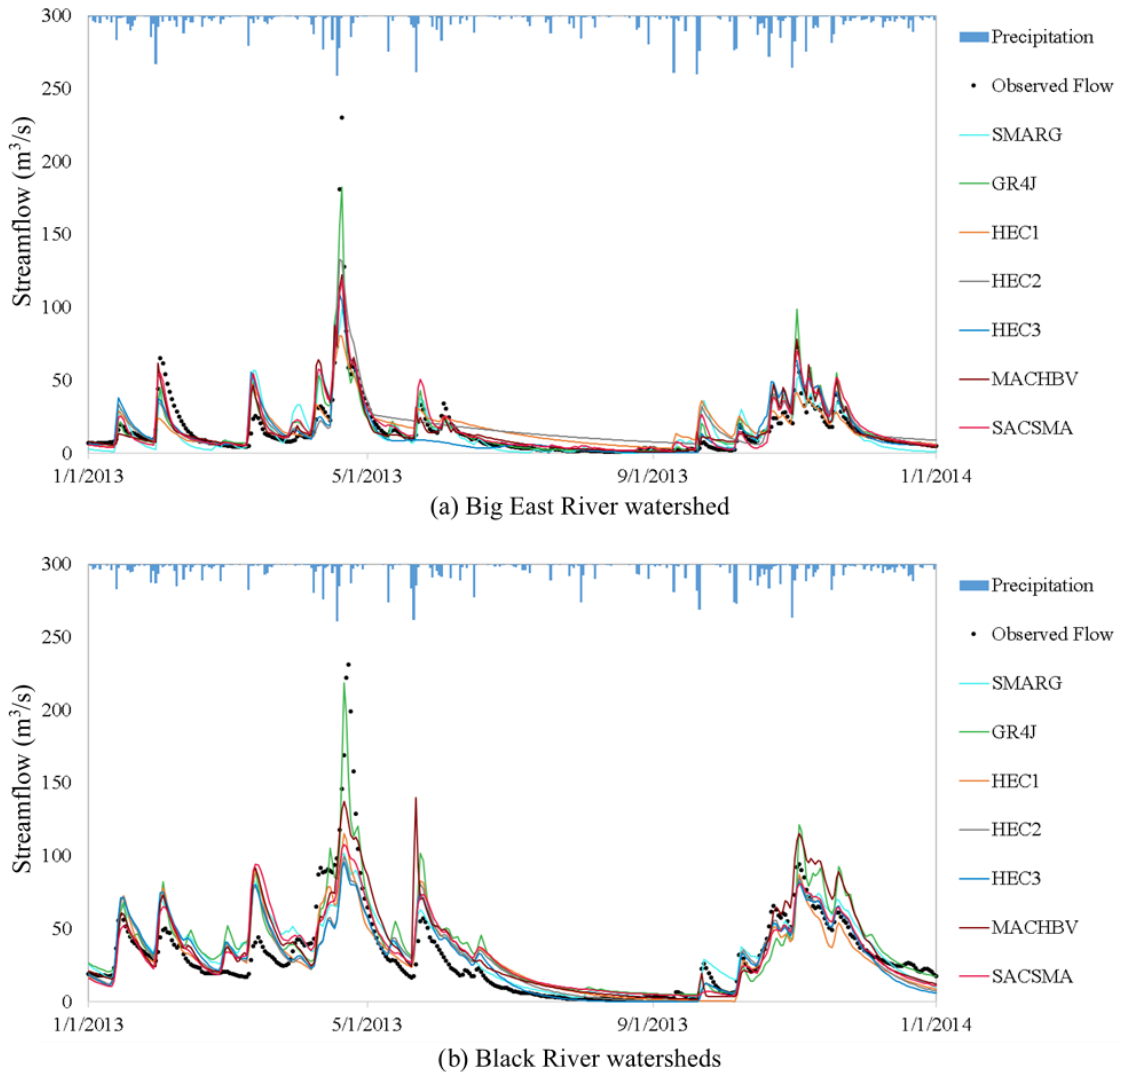 300
250
200
150
100
50
0
Streamflow (m³/s)
1/1/2013
5/1/2013
9/1/2013
1/1/2014
Precipitation
Observed Flow
SMARG
GR4J
HEC1
HEC2
HEC3
MACHBV
SACSMA
(a) Big East River watershed
300
250
200
150
100
50
0
Streamflow (m³/s)
1/1/2013
5/1/2013
9/1/2013
1/1/2014
Precipitation
Observed Flow
SMARG
GR4J
HEC1
HEC2
HEC3
MACHBV
SACSMA
(b) Black River watersheds